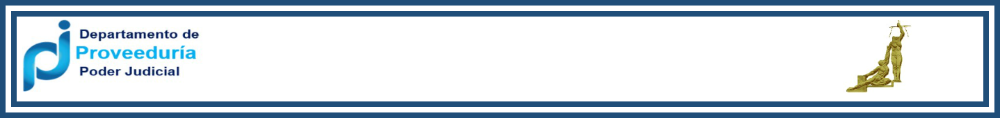 Departamento de
Proveeduría
Poder Judicial